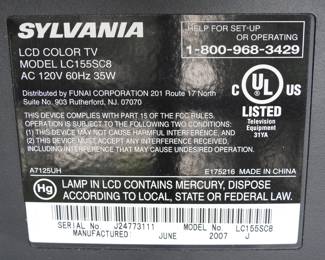 SYLVANIA
LCD COLOR TV
MODEL LC155SC8
AC 120V 60Hz 35W
HELP FOR SET-UP
OR OPERATING
1-800-968-3429
Distributed by FUNAI CORPORATION 201 Route 17 North
Suite No. 903 Rutherford, NJ, 07070
THIS DEVICE COMPLIES WITH PART 15 OF THE FCC RULES.
OPERATION IS SUBJECT TO THE FOLLOWING TWO CONDITIONS:
(1) THIS DEVICE MAY NOT CAUSE HARMFUL INTERFERENCE,
AND (2) THIS DEVICE MUST ACCEPT ANY INTERFERENCE
RECEIVED, INCLUDING INTERFERENCE THAT MAY CAUSE
UNDESIRED OPERATION.
C UL US
LISTED
Television
Equipment
31YA
A7125UH
E175216
Hg
LAMP IN LCD CONTAINS MERCURY, DISPOSE
ACCORDING TO LOCAL, STATE OR FEDERAL LAW.
SERIAL NO. J24773111 MODEL LC155SC8
MANUFACTURED JUNE 2007 J